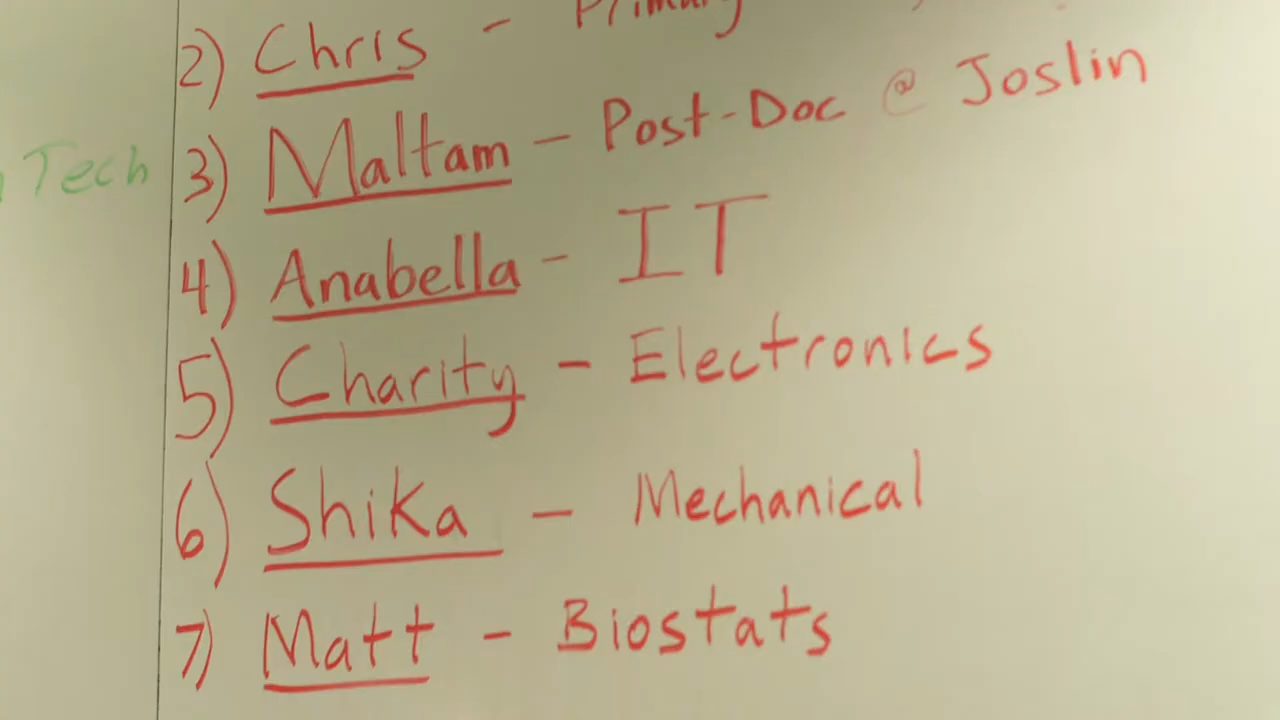 2) Chris - Primary
3) Maltam - Post-Doc @ Joslin
Tech
4) Anabella - IT
5) Charity - Electronics
6) Shika - Mechanical
7) Matt - Biostats